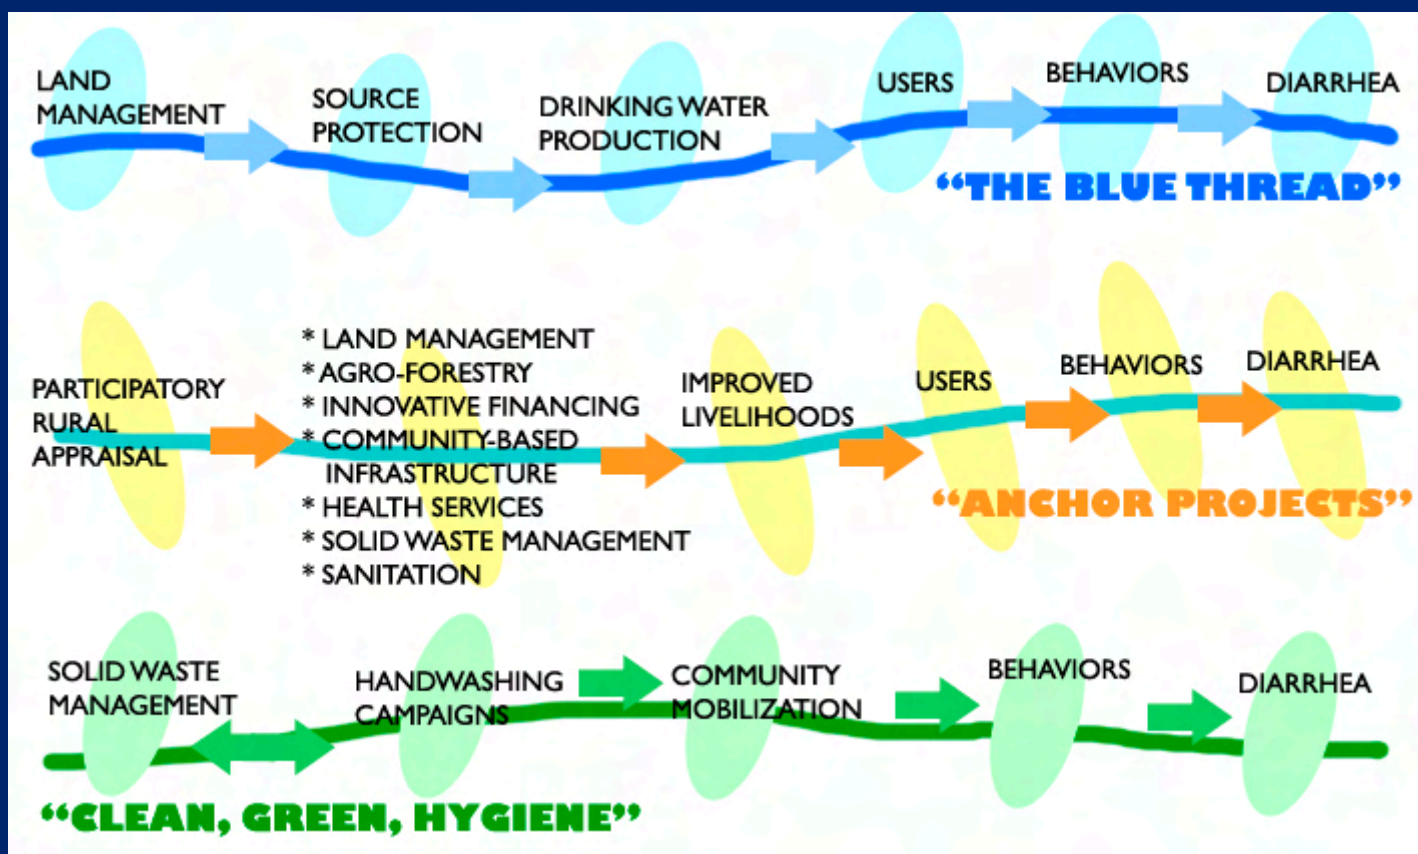 LAND
MANAGEMENT
SOURCE
PROTECTION
DRINKING WATER
PRODUCTION
USERS
BEHAVIORS
DIARRHEA
“THE BLUE THREAD”
PARTICIPATORY
RURAL
APPRAISAL
* LAND MANAGEMENT
* AGRO-FORESTRY
* INNOVATIVE FINANCING
* COMMUNITY-BASED
INFRASTRUCTURE
* HEALTH SERVICES
* SOLID WASTE MANAGEMENT
* SANITATION
IMPROVED
LIVELIHOODS
USERS
BEHAVIORS
DIARRHEA
“ANCHOR PROJECTS”
SOLID WASTE
MANAGEMENT
HANDWASHING
CAMPAIGNS
COMMUNITY
MOBILIZATION
BEHAVIORS
DIARRHEA
“CLEAN, GREEN, HYGIENE”